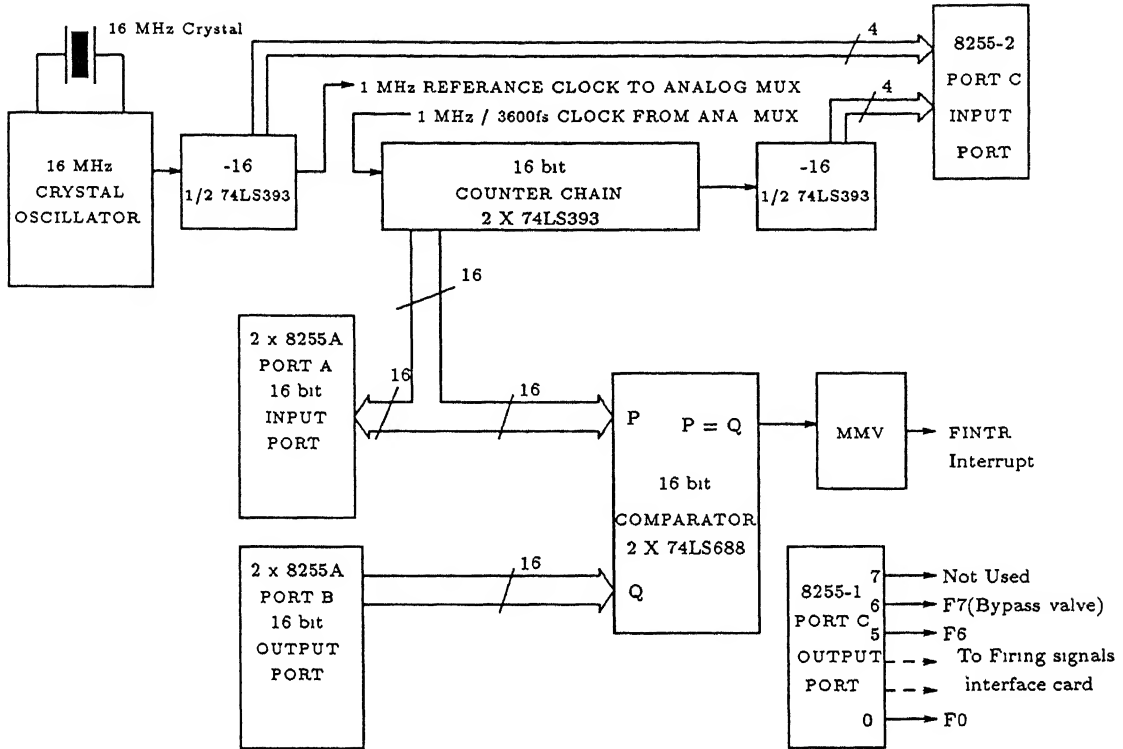 16 MHz Crystal
16 MHz
CRYSTAL
OSCILLATOR
-16
1/2 74LS393
1 MHz REFERANCE CLOCK TO ANALOG MUX
1 MHz / 3600fs CLOCK FROM ANA MUX
16 bit
COUNTER CHAIN
2 X 74LS393
-16
1/2 74LS393
4
4
8255-2
PORT C
INPUT
PORT
16
2 x 8255A
PORT A
16 bit
INPUT
PORT
16
16
P
P = Q
16 bit
COMPARATOR
2 X 74LS688
Q
MMV
FINTR
Interrupt
2 x 8255A
PORT B
16 bit
OUTPUT
PORT
16
8255-1
PORT C
OUTPUT
PORT
7
6
5
0
Not Used
F7(Bypass valve)
F6
To Firing signals
interface card
F0